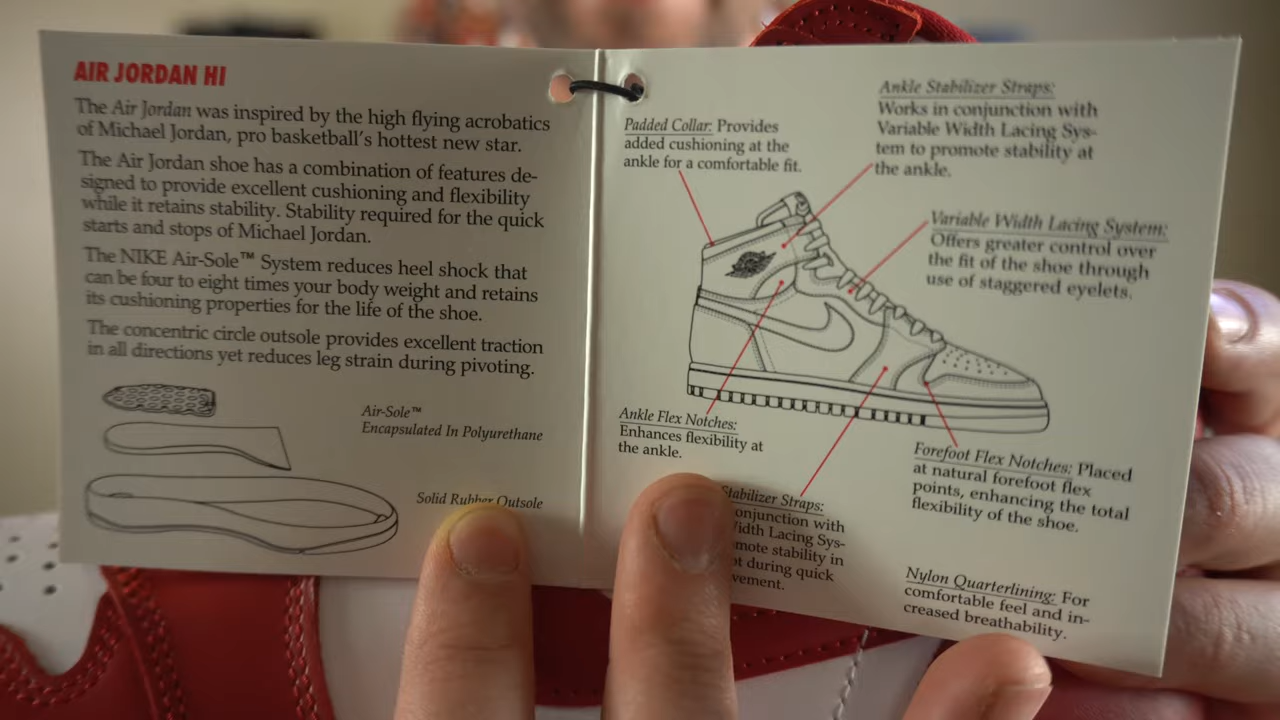 AIR JORDAN HI
The Air Jordan was inspired by the high flying acrobatics
of Michael Jordan, pro basketball's hottest new star.
The Air Jordan shoe has a combination of features de-
signed to provide excellent cushioning and flexibility
while it retains stability. Stability required for the quick
starts and stops of Michael Jordan.
The NIKE Air-Sole™ System reduces heel shock that
can be four to eight times your body weight and retains
its cushioning properties for the life of the shoe.
The concentric circle outsole provides excellent traction
in all directions yet reduces leg strain during pivoting.
Air-Sole™
Encapsulated In Polyurethane
Solid Rubber Outsole
Padded Collar: Provides
added cushioning at the
ankle for a comfortable fit.
Ankle Stabilizer Straps:
Works in conjunction with
Variable Width Lacing Sys-
tem to promote stability at
the ankle.
Variable Width Lacing System:
Offers greater control over
the fit of the shoe through
use of staggered eyelets.
Ankle Flex Notches:
Enhances flexibility at
the ankle.
Stabilizer Straps:
conjunction with
Width Lacing Sys-
stability in
during quick
Forefoot Flex Notches: Placed
at natural forefoot flex
points, enhancing the total
flexibility of the shoe.
Nylon Quarterlining: For
comfortable feel and in-
creased breathability.